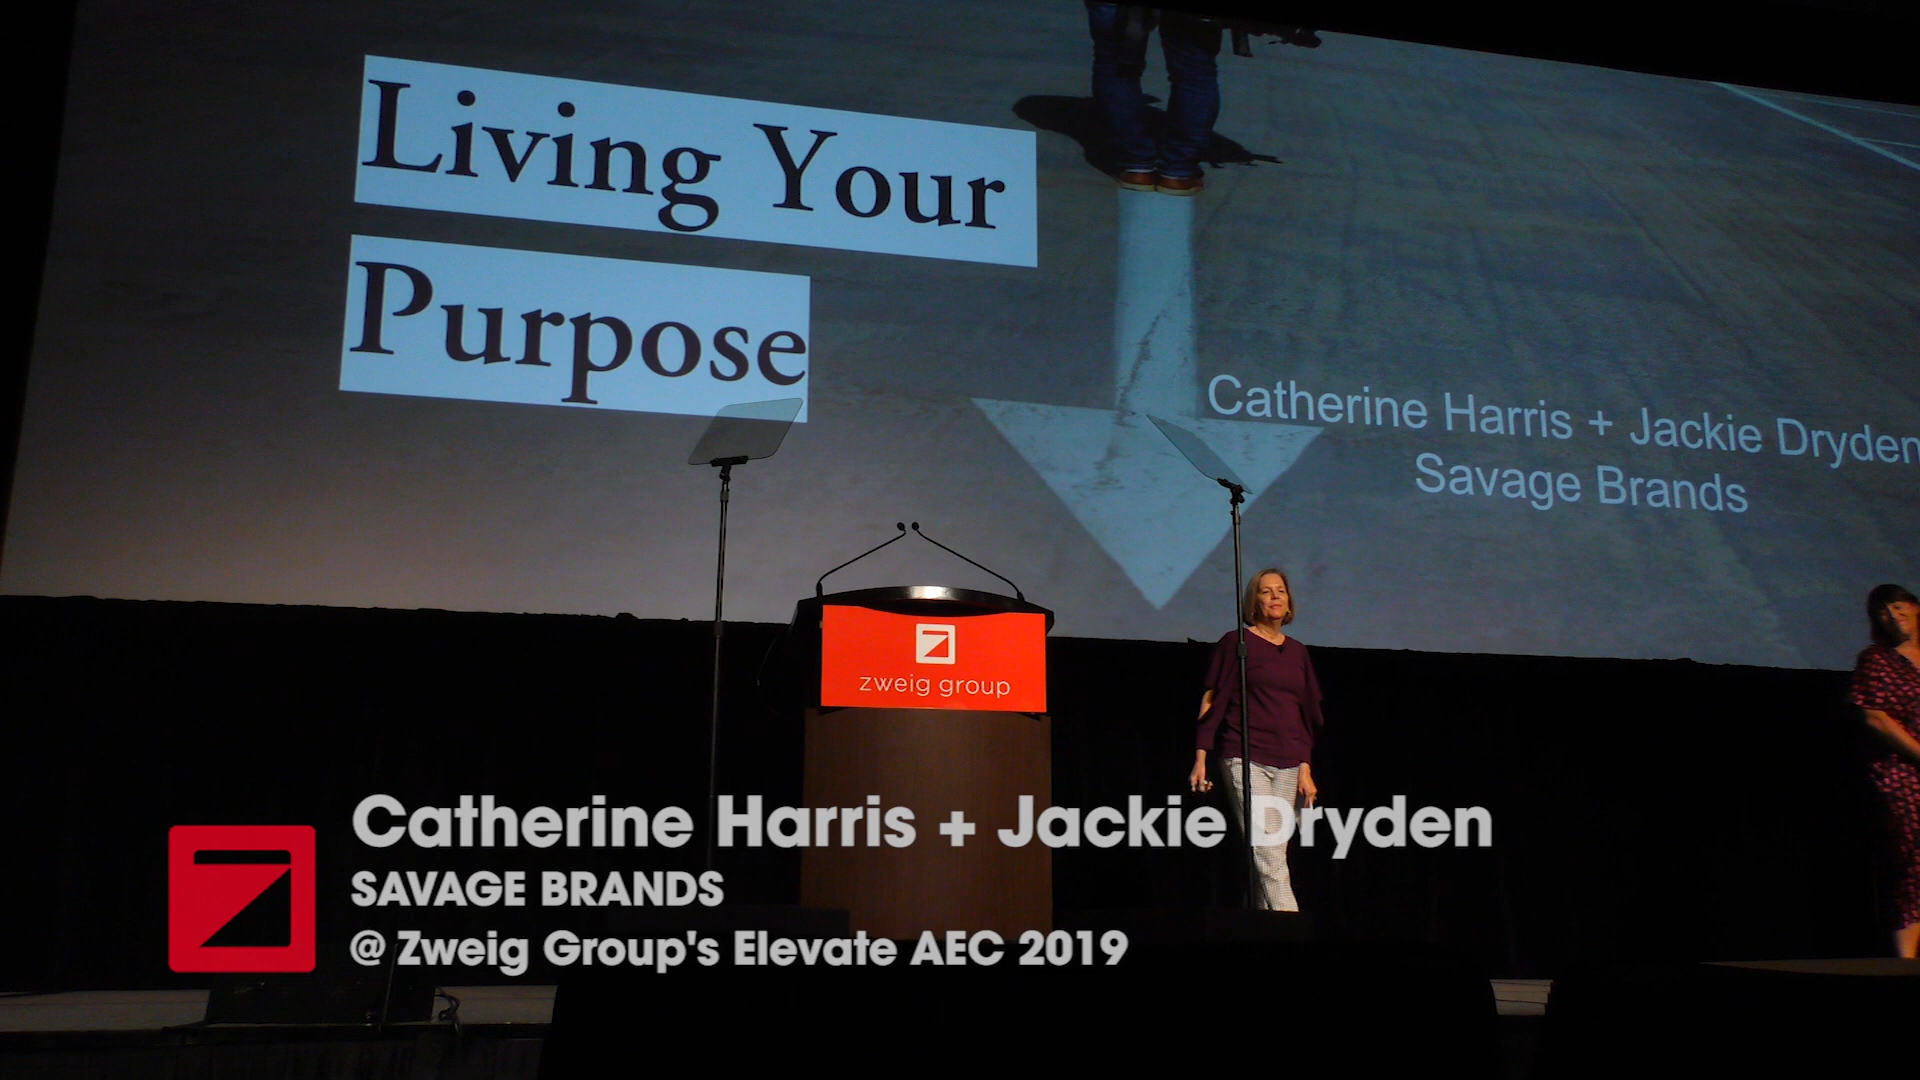 Living Your
Purpose
Catherine Harris + Jackie Dryden
Savage Brands
zweig group
Catherine Harris + Jackie Dryden
SAVAGE BRANDS
@ Zweig Group's Elevate AEC 2019